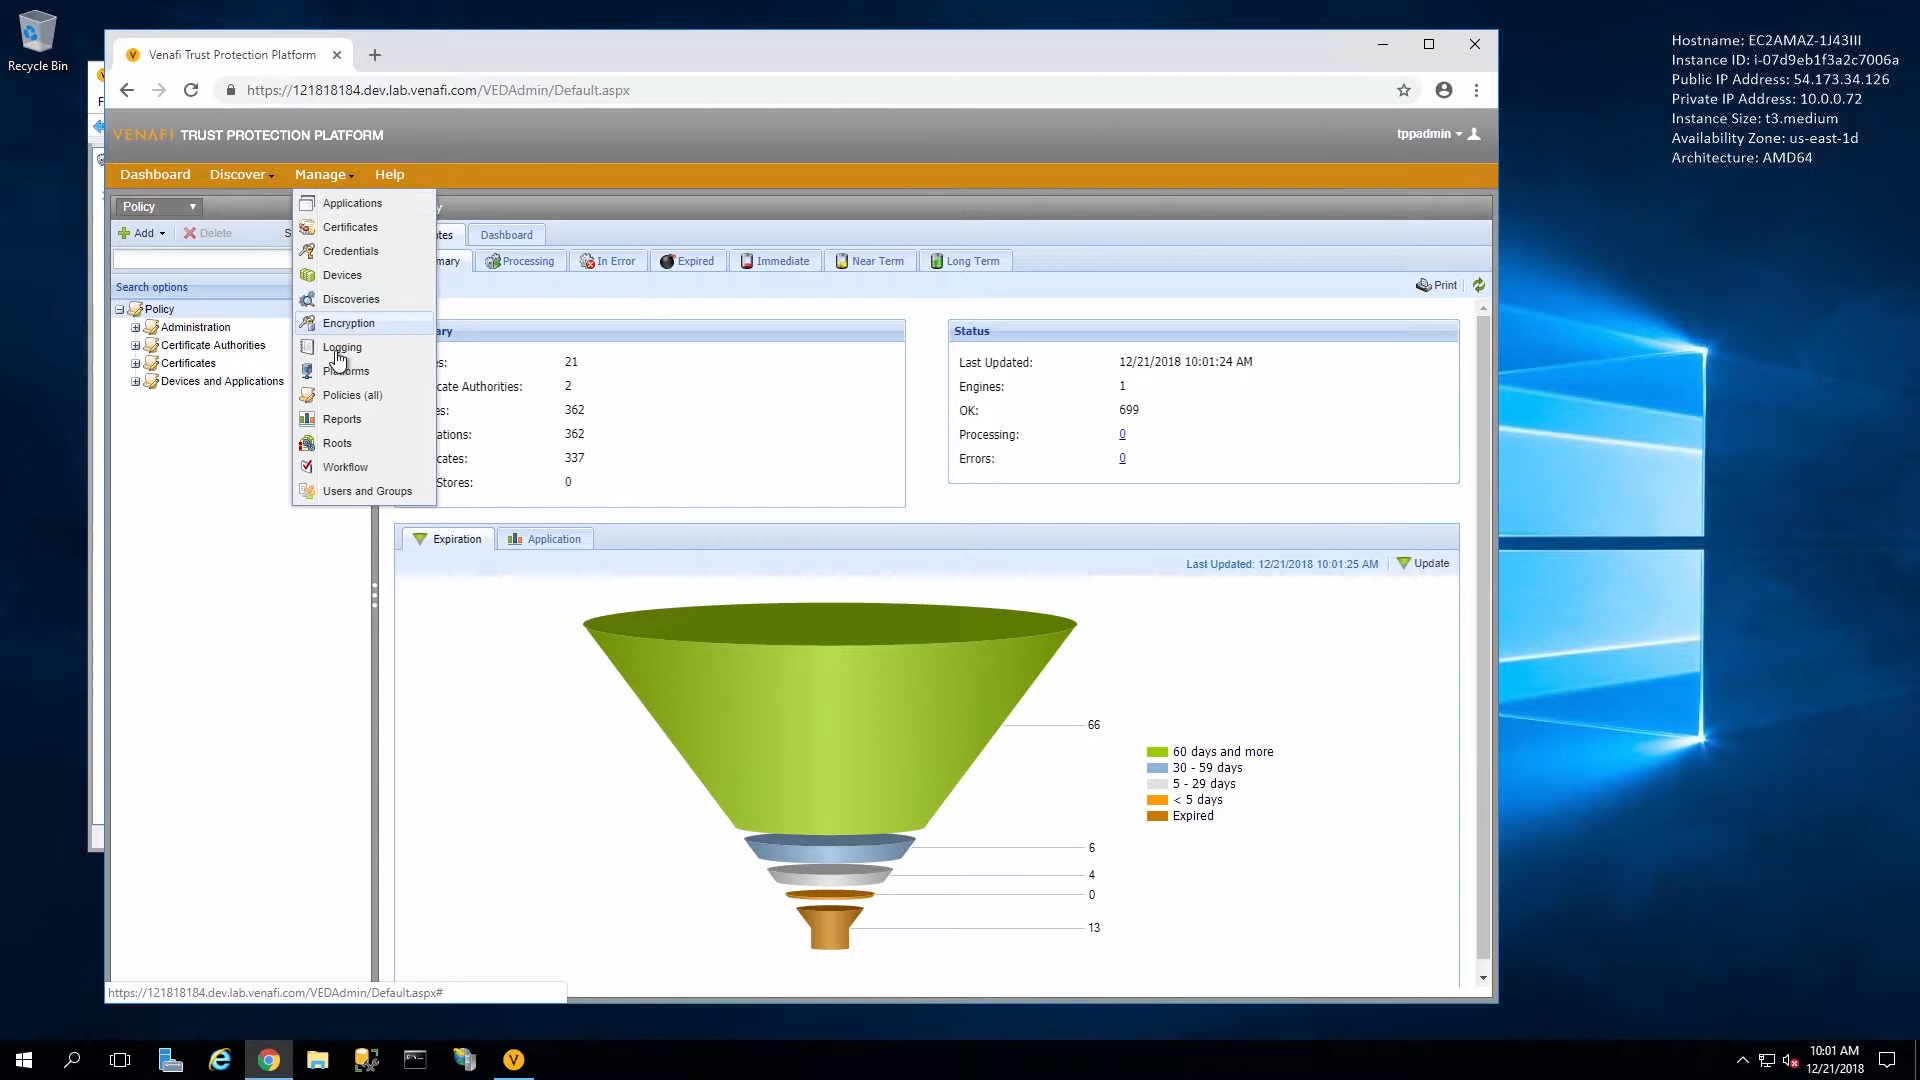 Recycle Bin
Hostname: EC2AMAZ-1J43III
Instance ID: i-07d9eb1f3a2c7006a
Public IP Address: 54.173.34.126
Private IP Address: 10.0.0.72
Instance Size: t3.medium
Availability Zone: us-east-1d
Architecture: AMD64
Venafi Trust Protection Platform
https://121818184.dev.lab.venafi.com/VEDAdmin/Default.aspx
VENAFI TRUST PROTECTION PLATFORM
tppadmin
Dashboard Discover Manage Help
Policy
Add Delete S
Search options
Policy
Administration
Certificate Authorities
Certificates
Devices and Applications
Applications
Certificates
Credentials
Devices
Discoveries
Encryption
Logging
Platforms
Policies (all)
Reports
Roots
Workflow
Users and Groups
y
ates Dashboard
mary Processing In Error Expired Immediate Near Term Long Term
Print
ary
es: 21
cate Authorities: 2
es: 362
ations: 362
cates: 337
Stores: 0
Status
Last Updated: 12/21/2018 10:01:24 AM
Engines: 1
OK: 699
Processing: 0
Errors: 0
Expiration Application
Last Updated: 12/21/2018 10:01:25 AM Update
66
6
4
0
13
60 days and more
30 - 59 days
5 - 29 days
< 5 days
Expired
https://121818184.dev.lab.venafi.com/VEDAdmin/Default.aspx#
10:01 AM
12/21/2018